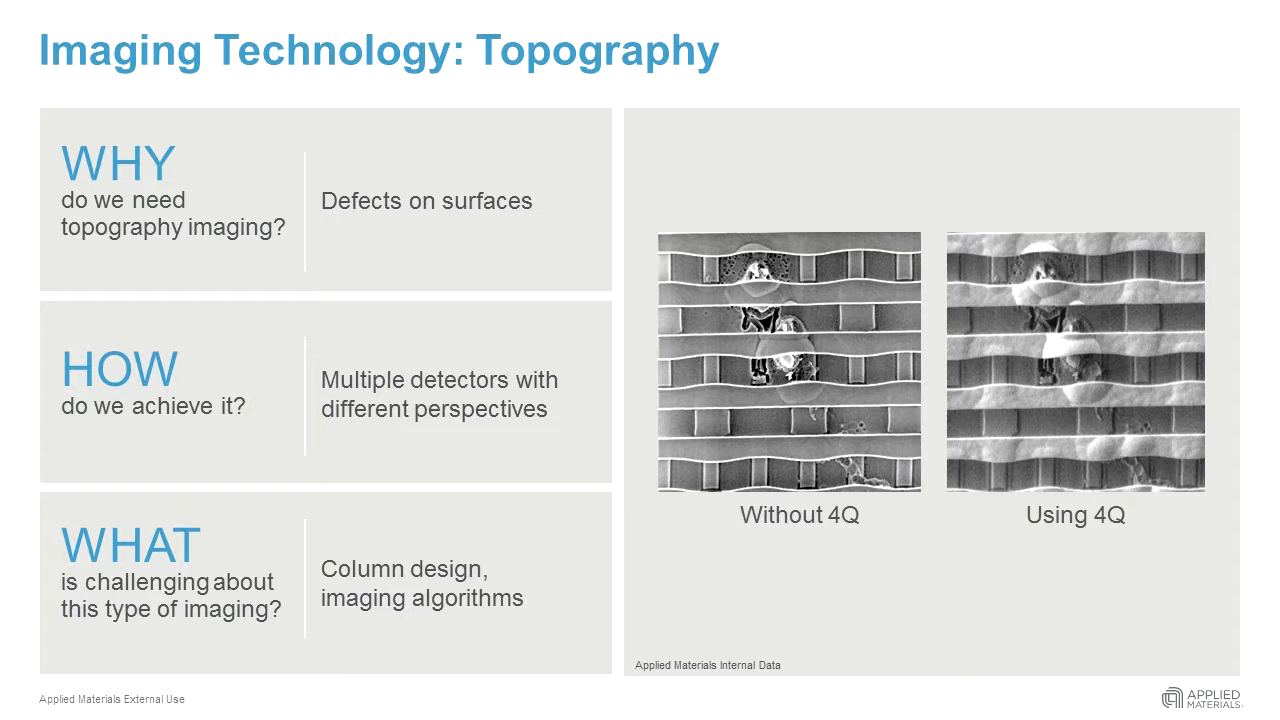 Imaging Technology: Topography
WHY
do we need
topography imaging?
Defects on surfaces
HOW
do we achieve it?
Multiple detectors with
different perspectives
WHAT
is challenging about
this type of imaging?
Column design,
imaging algorithms
Without 4Q
Using 4Q
Applied Materials Internal Data
Applied Materials External Use
APPLIED
MATERIALS